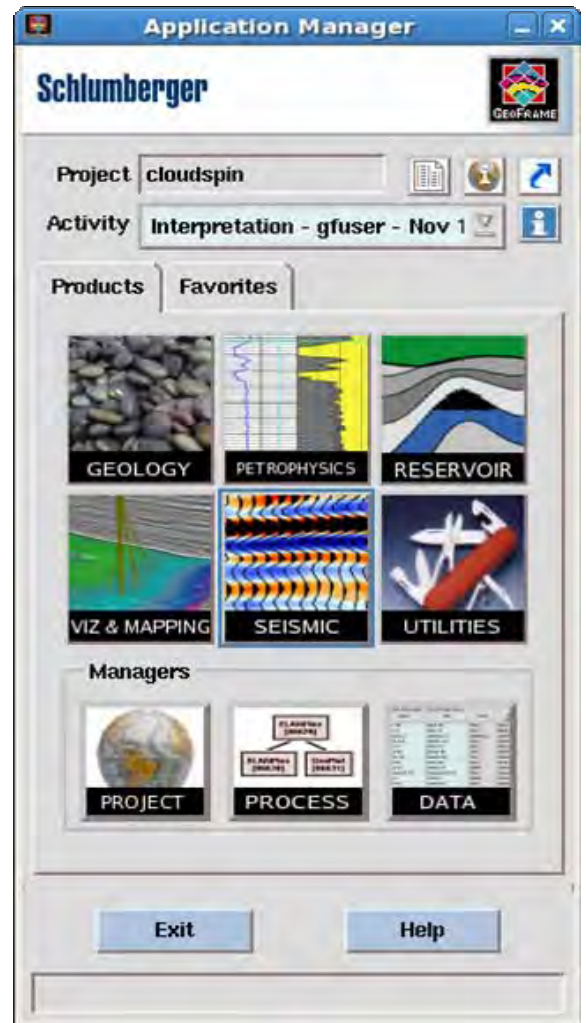 Application Manager
Schlumberger
GEOFRAME
Project cloudspin
Activity Interpretation - gfuser - Nov 1
Products Favorites
GEOLOGY PETROPHYSICS RESERVOIR
VIZ & MAPPING SEISMIC UTILITIES
Managers
PROJECT PROCESS DATA
Exit Help